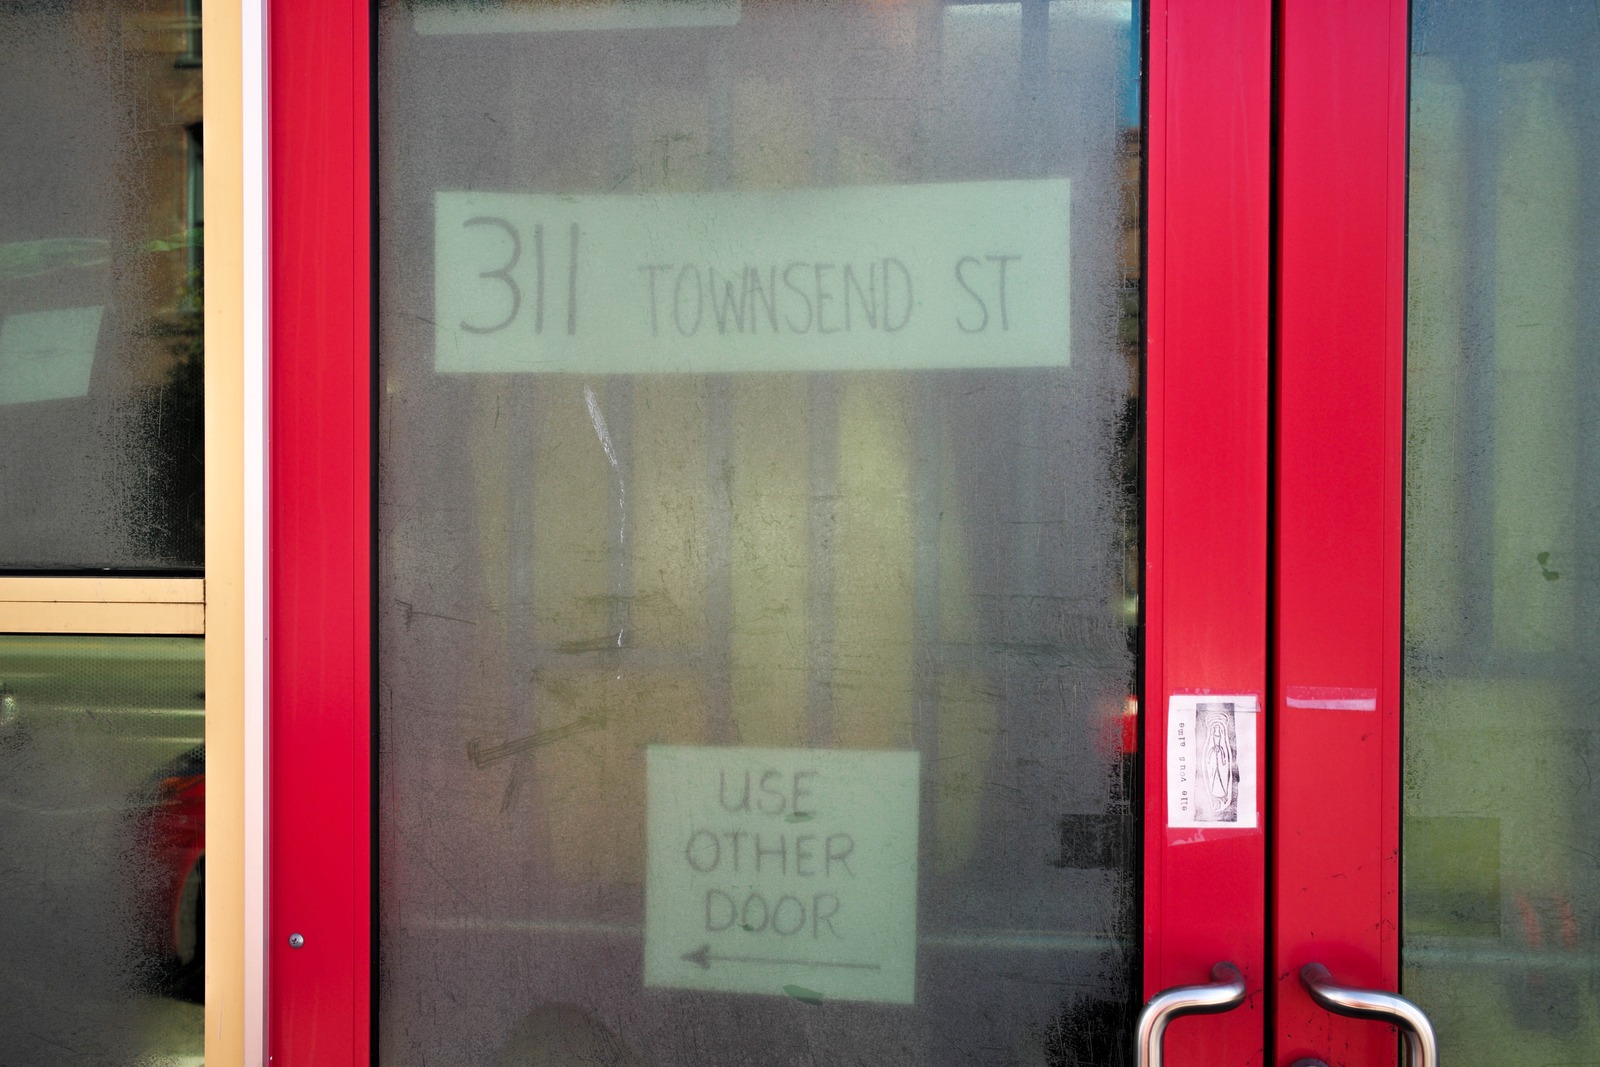 311 TOWNSEND ST
USE
OTHER
DOOR